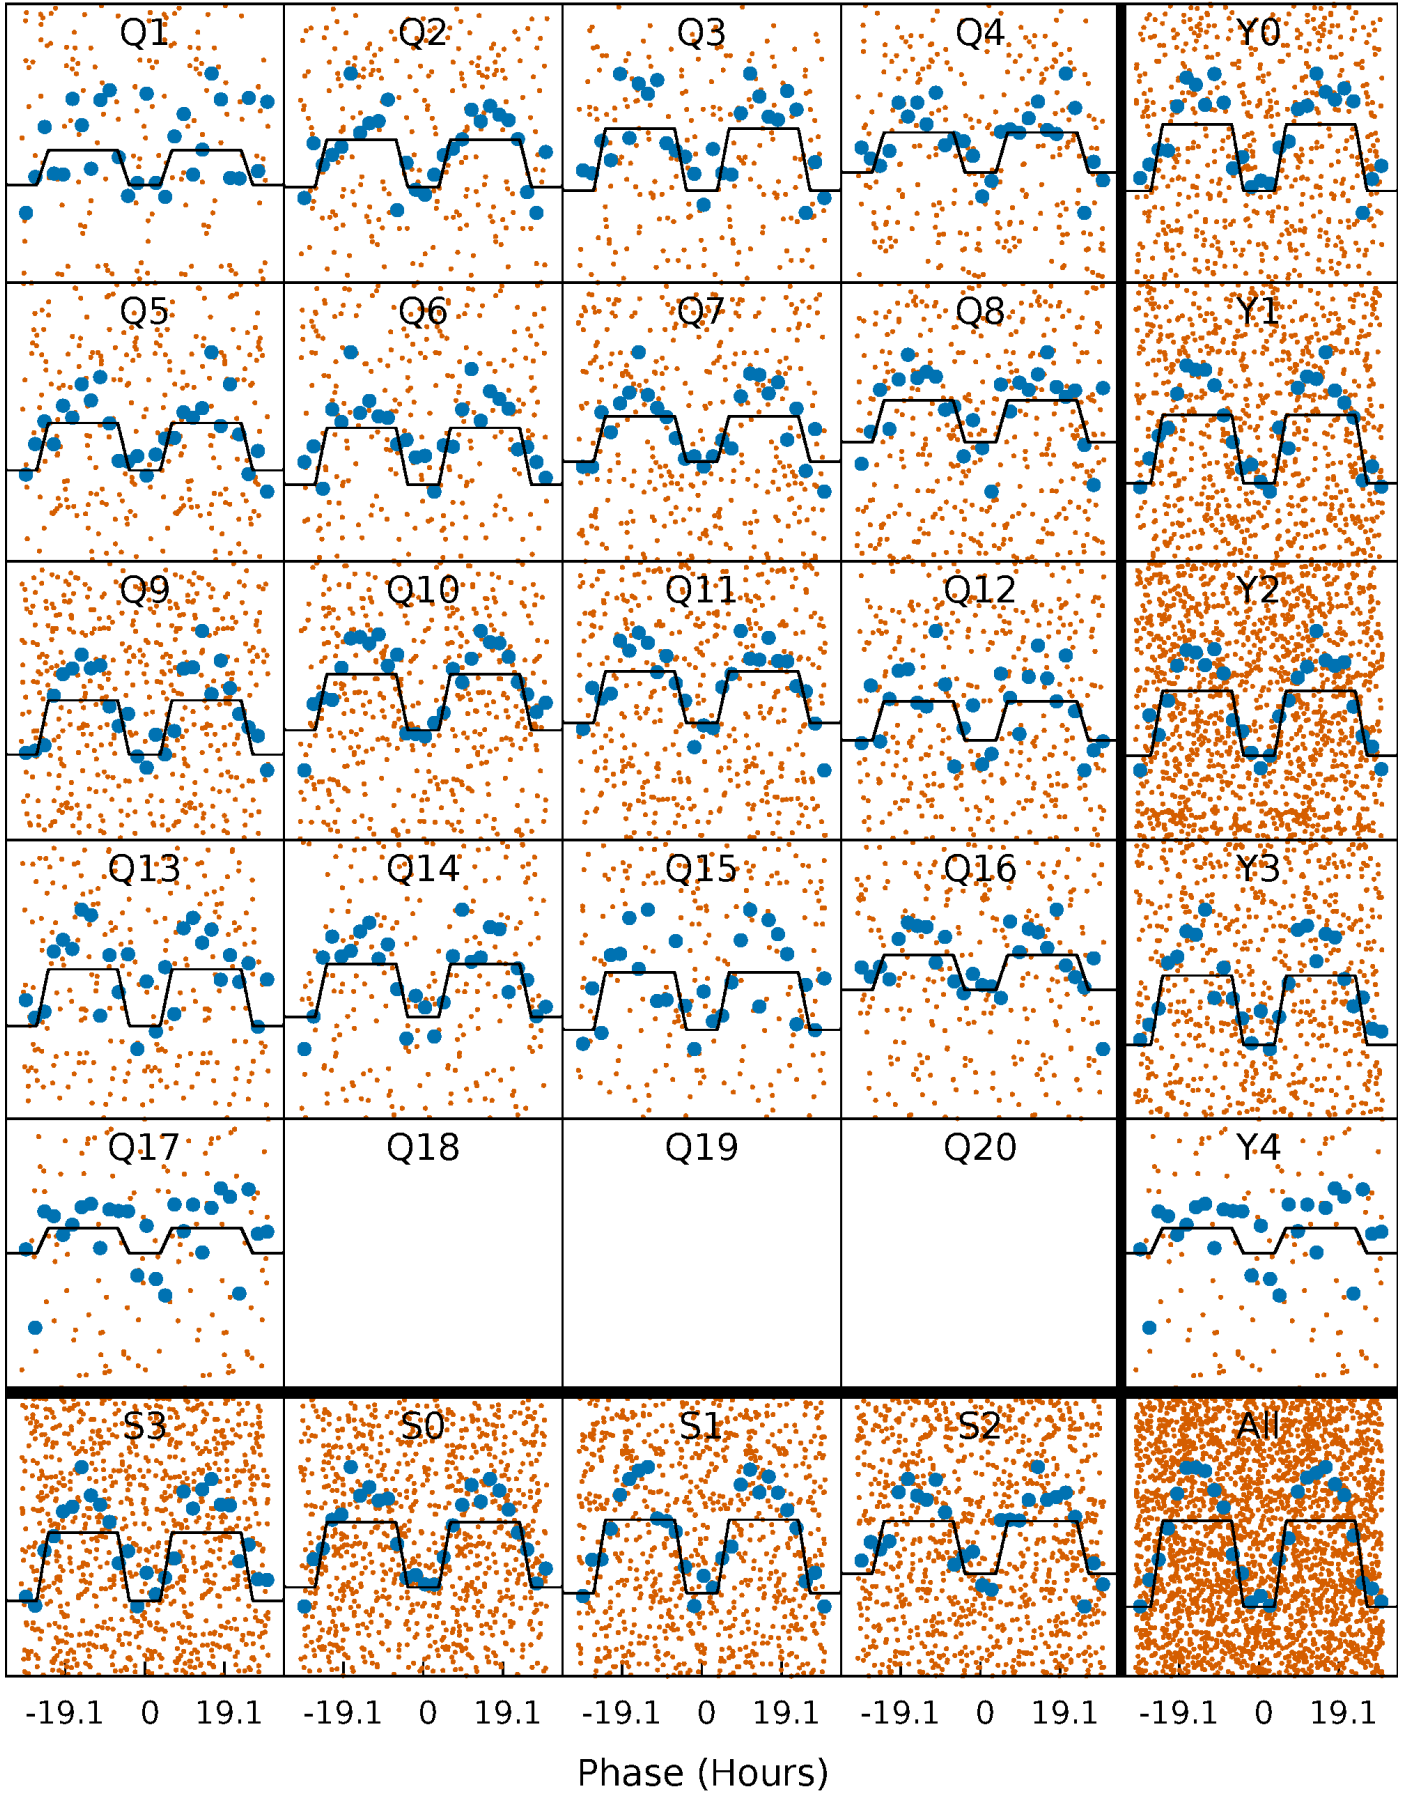 Q1 Q2 Q3 Q4 Y0
Q5 Q6 Q7 Q8 Y1
Q9 Q10 Q11 Q12 Y2
Q13 Q14 Q15 Q16 Y3
Q17 Q18 Q19 Q20 Y4
S3 S0 S1 S2 All
-19.1 0 19.1 -19.1 0 19.1 -19.1 0 19.1 -19.1 0 19.1 -19.1 0 19.1
Phase (Hours)